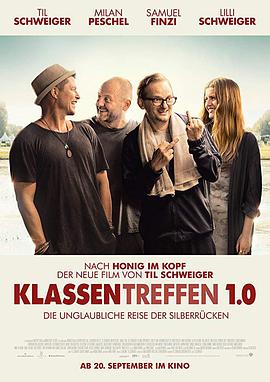 TIL SCHWEIGER MILAN PESCHEL SAMUEL FINZI LILLI SCHWEIGER
NACH HONIG IM KOPF
DER NEUE FILM VON TIL SCHWEIGER
KLASSENTREFFEN 1.0
DIE UNGLAUBLICHE REISE DER SILBERRÜCKEN
AB 20. SEPTEMBER IM KINO